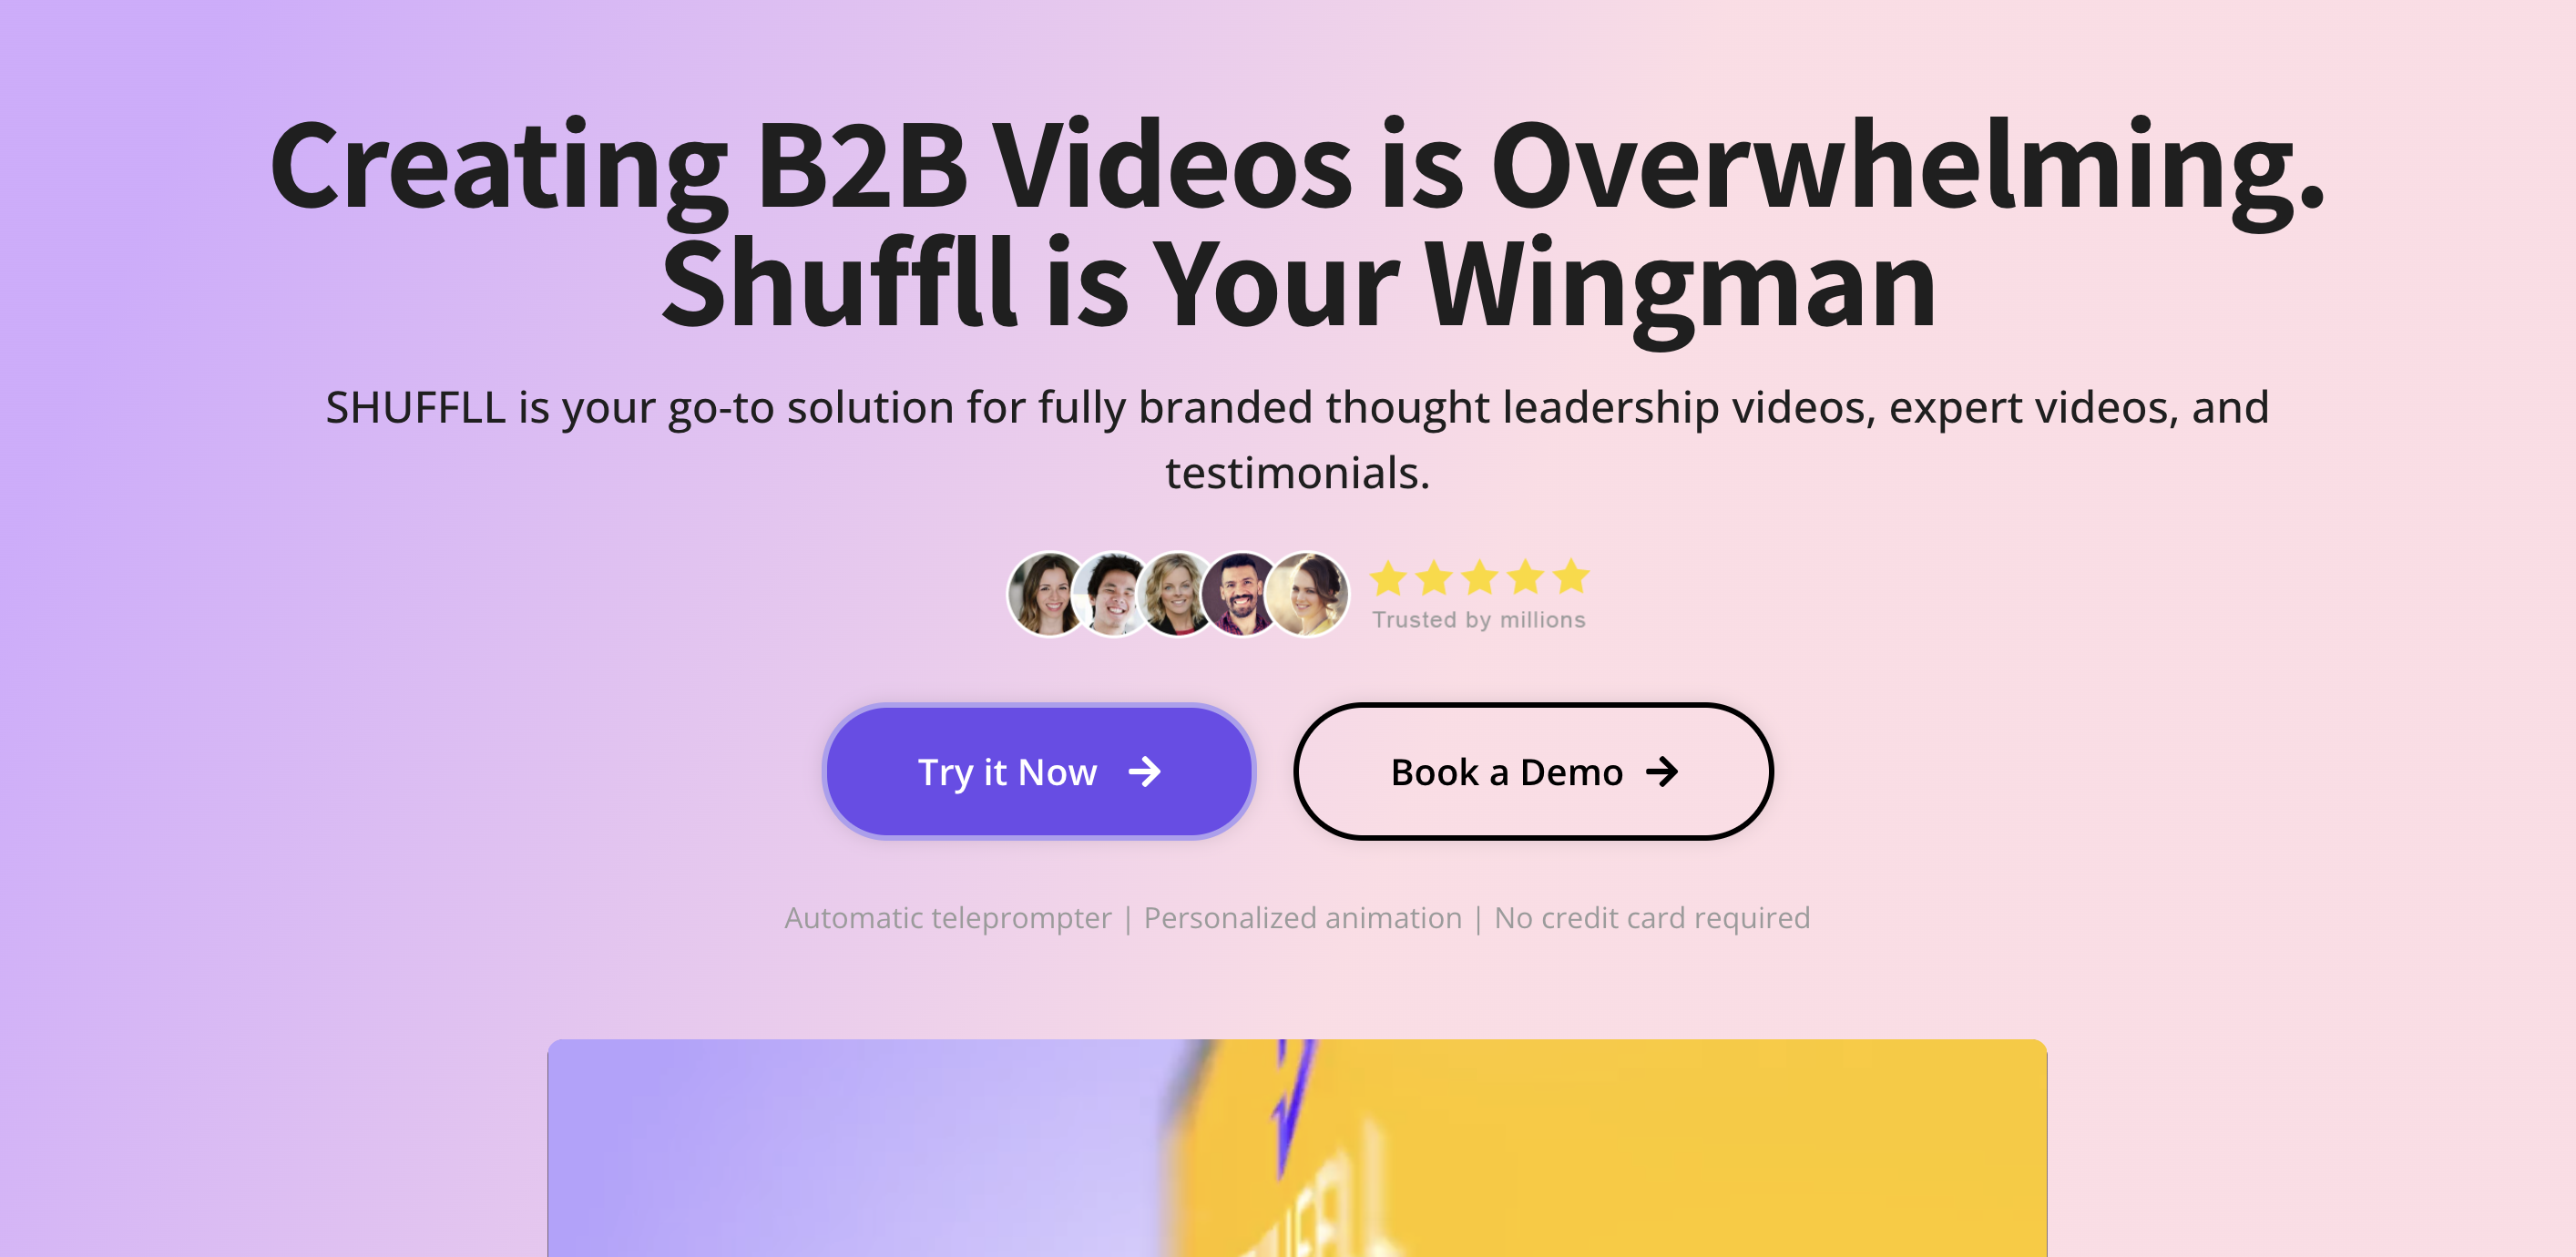 Creating B2B Videos is Overwhelming.
Shuffll is Your Wingman
SHUFFLL is your go-to solution for fully branded thought leadership videos, expert videos, and
testimonials.
Trusted by millions
Try it Now
Book a Demo
Automatic teleprompter | Personalized animation | No credit card required